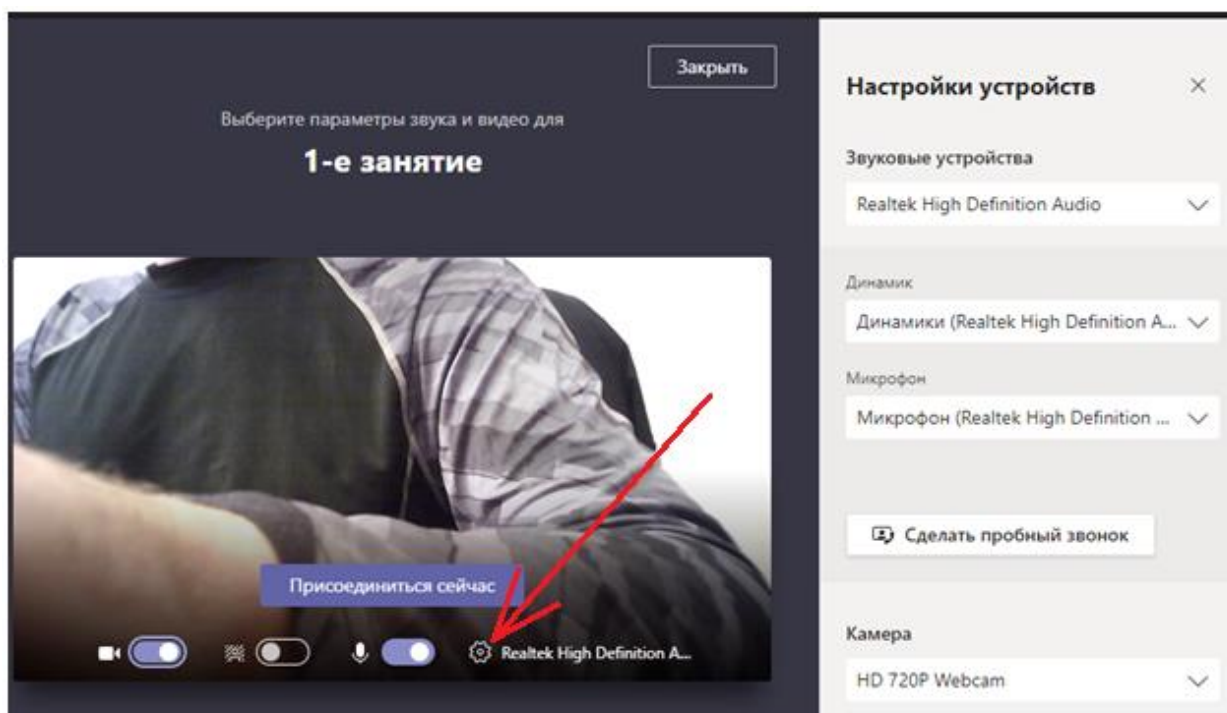 Закрыть
Выберите параметры звука и видео для
1-е занятие
Присоединиться сейчас
Realtek High Definition A...
Настройки устройств
Звуковые устройства
Realtek High Definition Audio
Динамик
Динамики (Realtek High Definition A...
Микрофон
Микрофон (Realtek High Definition ...
Сделать пробный звонок
Камера
HD 720P Webcam